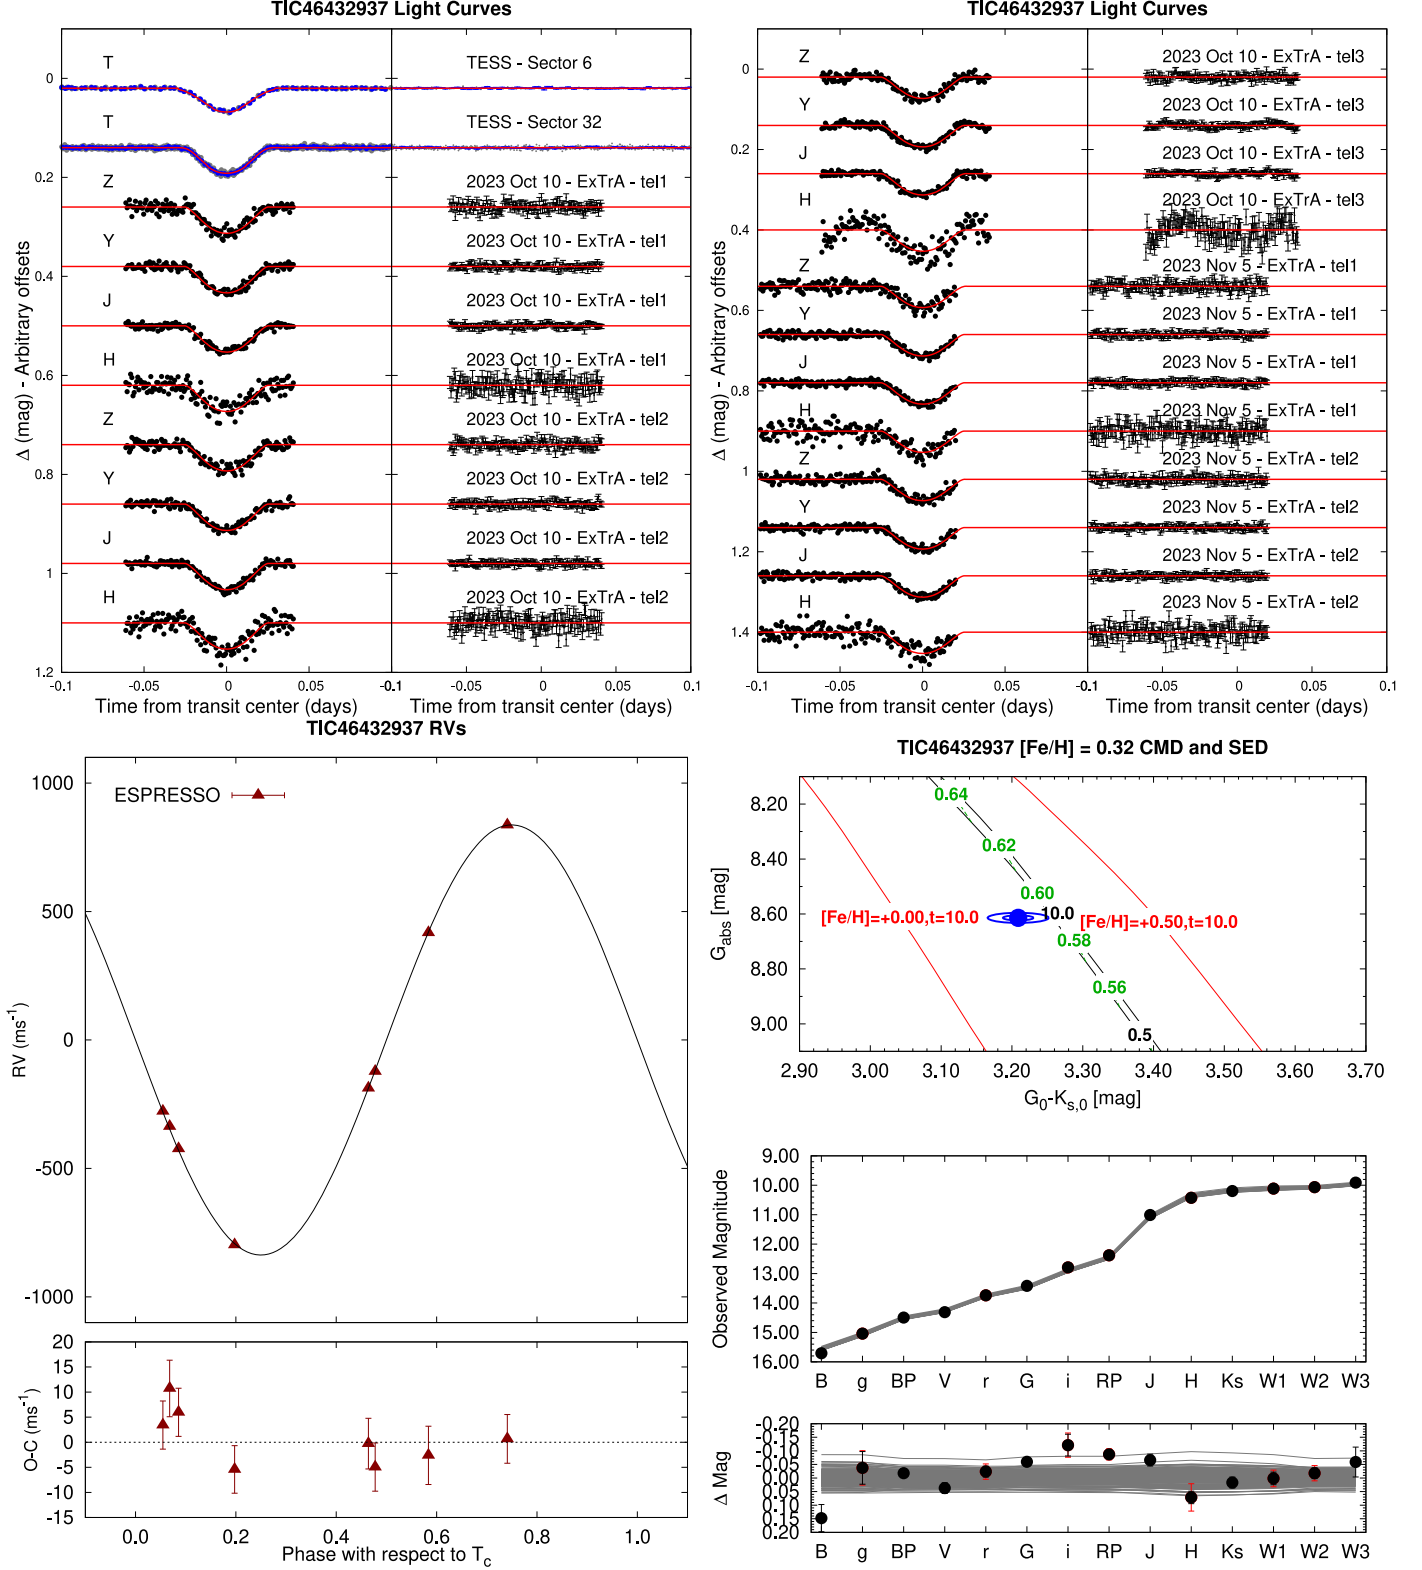 TIC46432937 Light Curves
T
TESS - Sector 6
T
TESS - Sector 32
Z
2023 Oct 10 - ExTrA - tel1
Y
2023 Oct 10 - ExTrA - tel1
J
2023 Oct 10 - ExTrA - tel1
H
2023 Oct 10 - ExTrA - tel1
Z
2023 Oct 10 - ExTrA - tel2
Y
2023 Oct 10 - ExTrA - tel2
J
2023 Oct 10 - ExTrA - tel2
H
2023 Oct 10 - ExTrA - tel2
0
0.2
0.4
0.6
0.8
1
1.2
Δ (mag) - Arbitrary offsets
-0.1 -0.05 0 0.05 0.1
-0.1 -0.05 0 0.05 0.1
Time from transit center (days)
Time from transit center (days)
TIC46432937 Light Curves
Z
2023 Oct 10 - ExTrA - tel3
Y
2023 Oct 10 - ExTrA - tel3
J
2023 Oct 10 - ExTrA - tel3
H
2023 Oct 10 - ExTrA - tel3
Z
2023 Nov 5 - ExTrA - tel1
Y
2023 Nov 5 - ExTrA - tel1
J
2023 Nov 5 - ExTrA - tel1
H
2023 Nov 5 - ExTrA - tel1
Z
2023 Nov 5 - ExTrA - tel2
Y
2023 Nov 5 - ExTrA - tel2
J
2023 Nov 5 - ExTrA - tel2
H
2023 Nov 5 - ExTrA - tel2
0
0.2
0.4
0.6
0.8
1
1.2
1.4
Δ (mag) - Arbitrary offsets
-0.1 -0.05 0 0.05 0.1
-0.1 -0.05 0 0.05 0.1
Time from transit center (days)
Time from transit center (days)
TIC46432937 RVs
ESPRESSO
1000
500
0
-500
-1000
RV (ms⁻¹)
20
15
10
5
0
-5
-10
-15
O-C (ms⁻¹)
0.0 0.2 0.4 0.6 0.8 1.0
Phase with respect to Tc
TIC46432937 [Fe/H] = 0.32 CMD and SED
8.20
8.40
8.60
8.80
9.00
Gabs [mag]
0.64
0.62
0.60
10.0
[Fe/H]=+0.00,t=10.0
[Fe/H]=+0.50,t=10.0
0.58
0.56
0.5
2.90 3.00 3.10 3.20 3.30 3.40 3.50 3.60 3.70
G0-Ks,0 [mag]
9.00
10.00
11.00
12.00
13.00
14.00
15.00
16.00
Observed Magnitude
B g BP V r G i RP J H Ks W1 W2 W3
-0.20
-0.15
-0.10
-0.05
0.00
0.05
0.10
0.15
0.20
Δ Mag
B g BP V r G i RP J H Ks W1 W2 W3